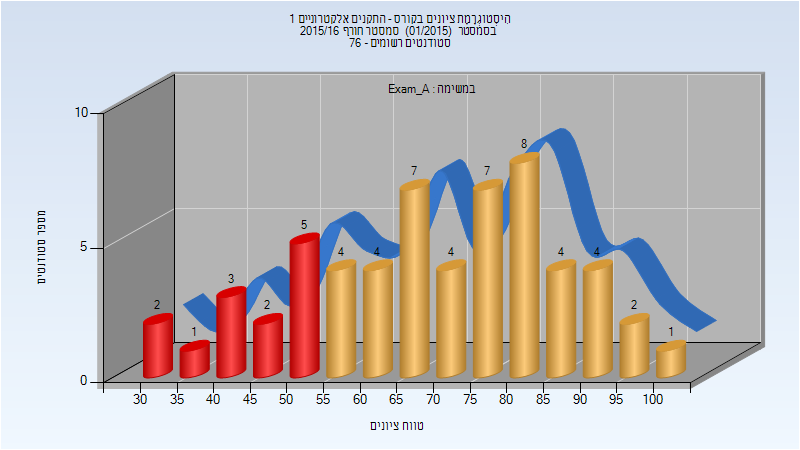 היסטוגרמת ציונים בקורס - התקנים אלקטרוניים 1
בסמסטר (01/2015) סמסטר חורף 2015/16
סטודנטים רשומים - 76
במשימה : Exam_A
מספר סטודנטים
10
5
0
2
1
3
2
5
4
4
7
4
7
8
4
4
2
1
30 35 40 45 50 55 60 65 70 75 80 85 90 95 100
טווח ציונים